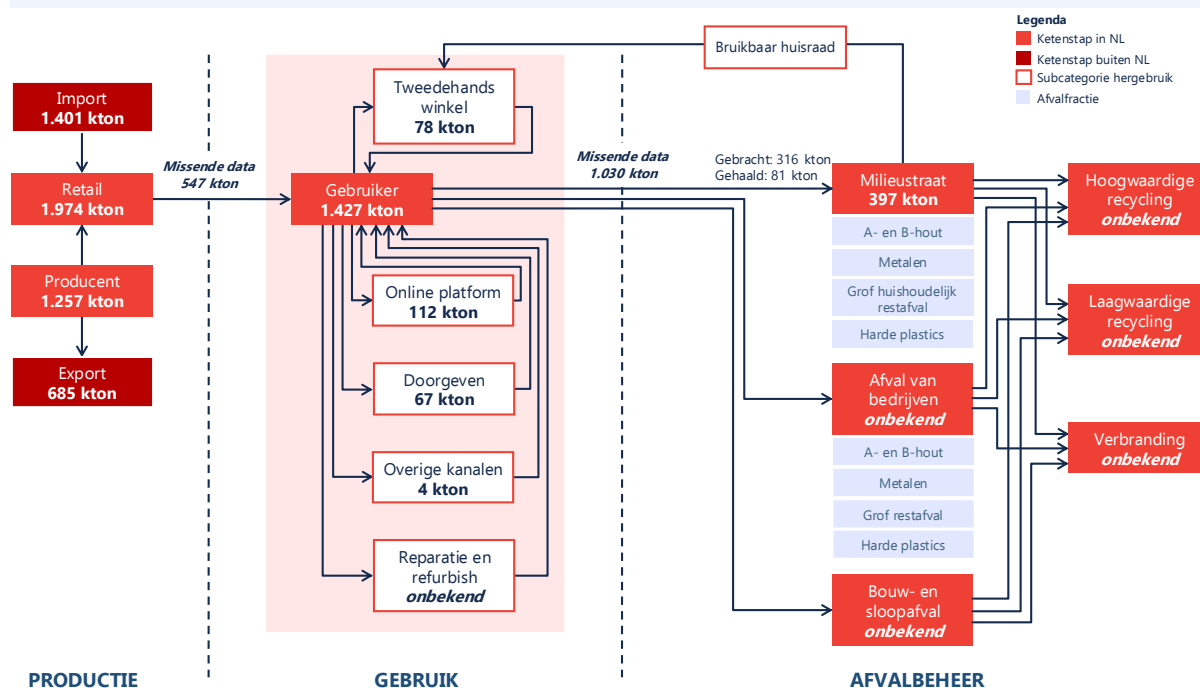 Legenda
Ketenstap in NL
Ketenstap buiten NL
Subcategorie hergebruik
Afvalfractie
Import
1.401 kton
Retail
1.974 kton
Producent
1.257 kton
Export
685 kton
Missende data
547 kton
Tweedehands
winkel
78 kton
Gebruiker
1.427 kton
Online platform
112 kton
Doorgeven
67 kton
Overige kanalen
4 kton
Reparatie en
refurbish
onbekend
Missende data
1.030 kton
Bruikbaar huisraad
Gebracht: 316 kton
Gehaald: 81 kton
Milieustraat
397 kton
A- en B-hout
Metalen
Grof huishoudelijk
restafval
Harde plastics
Afval van
bedrijven
onbekend
A- en B-hout
Metalen
Grof restafval
Harde plastics
Bouw- en
sloopafval
onbekend
Hoogwaardige
recycling
onbekend
Laagwaardige
recycling
onbekend
Verbranding
onbekend
PRODUCTIE
GEBRUIK
AFVALBEHEER